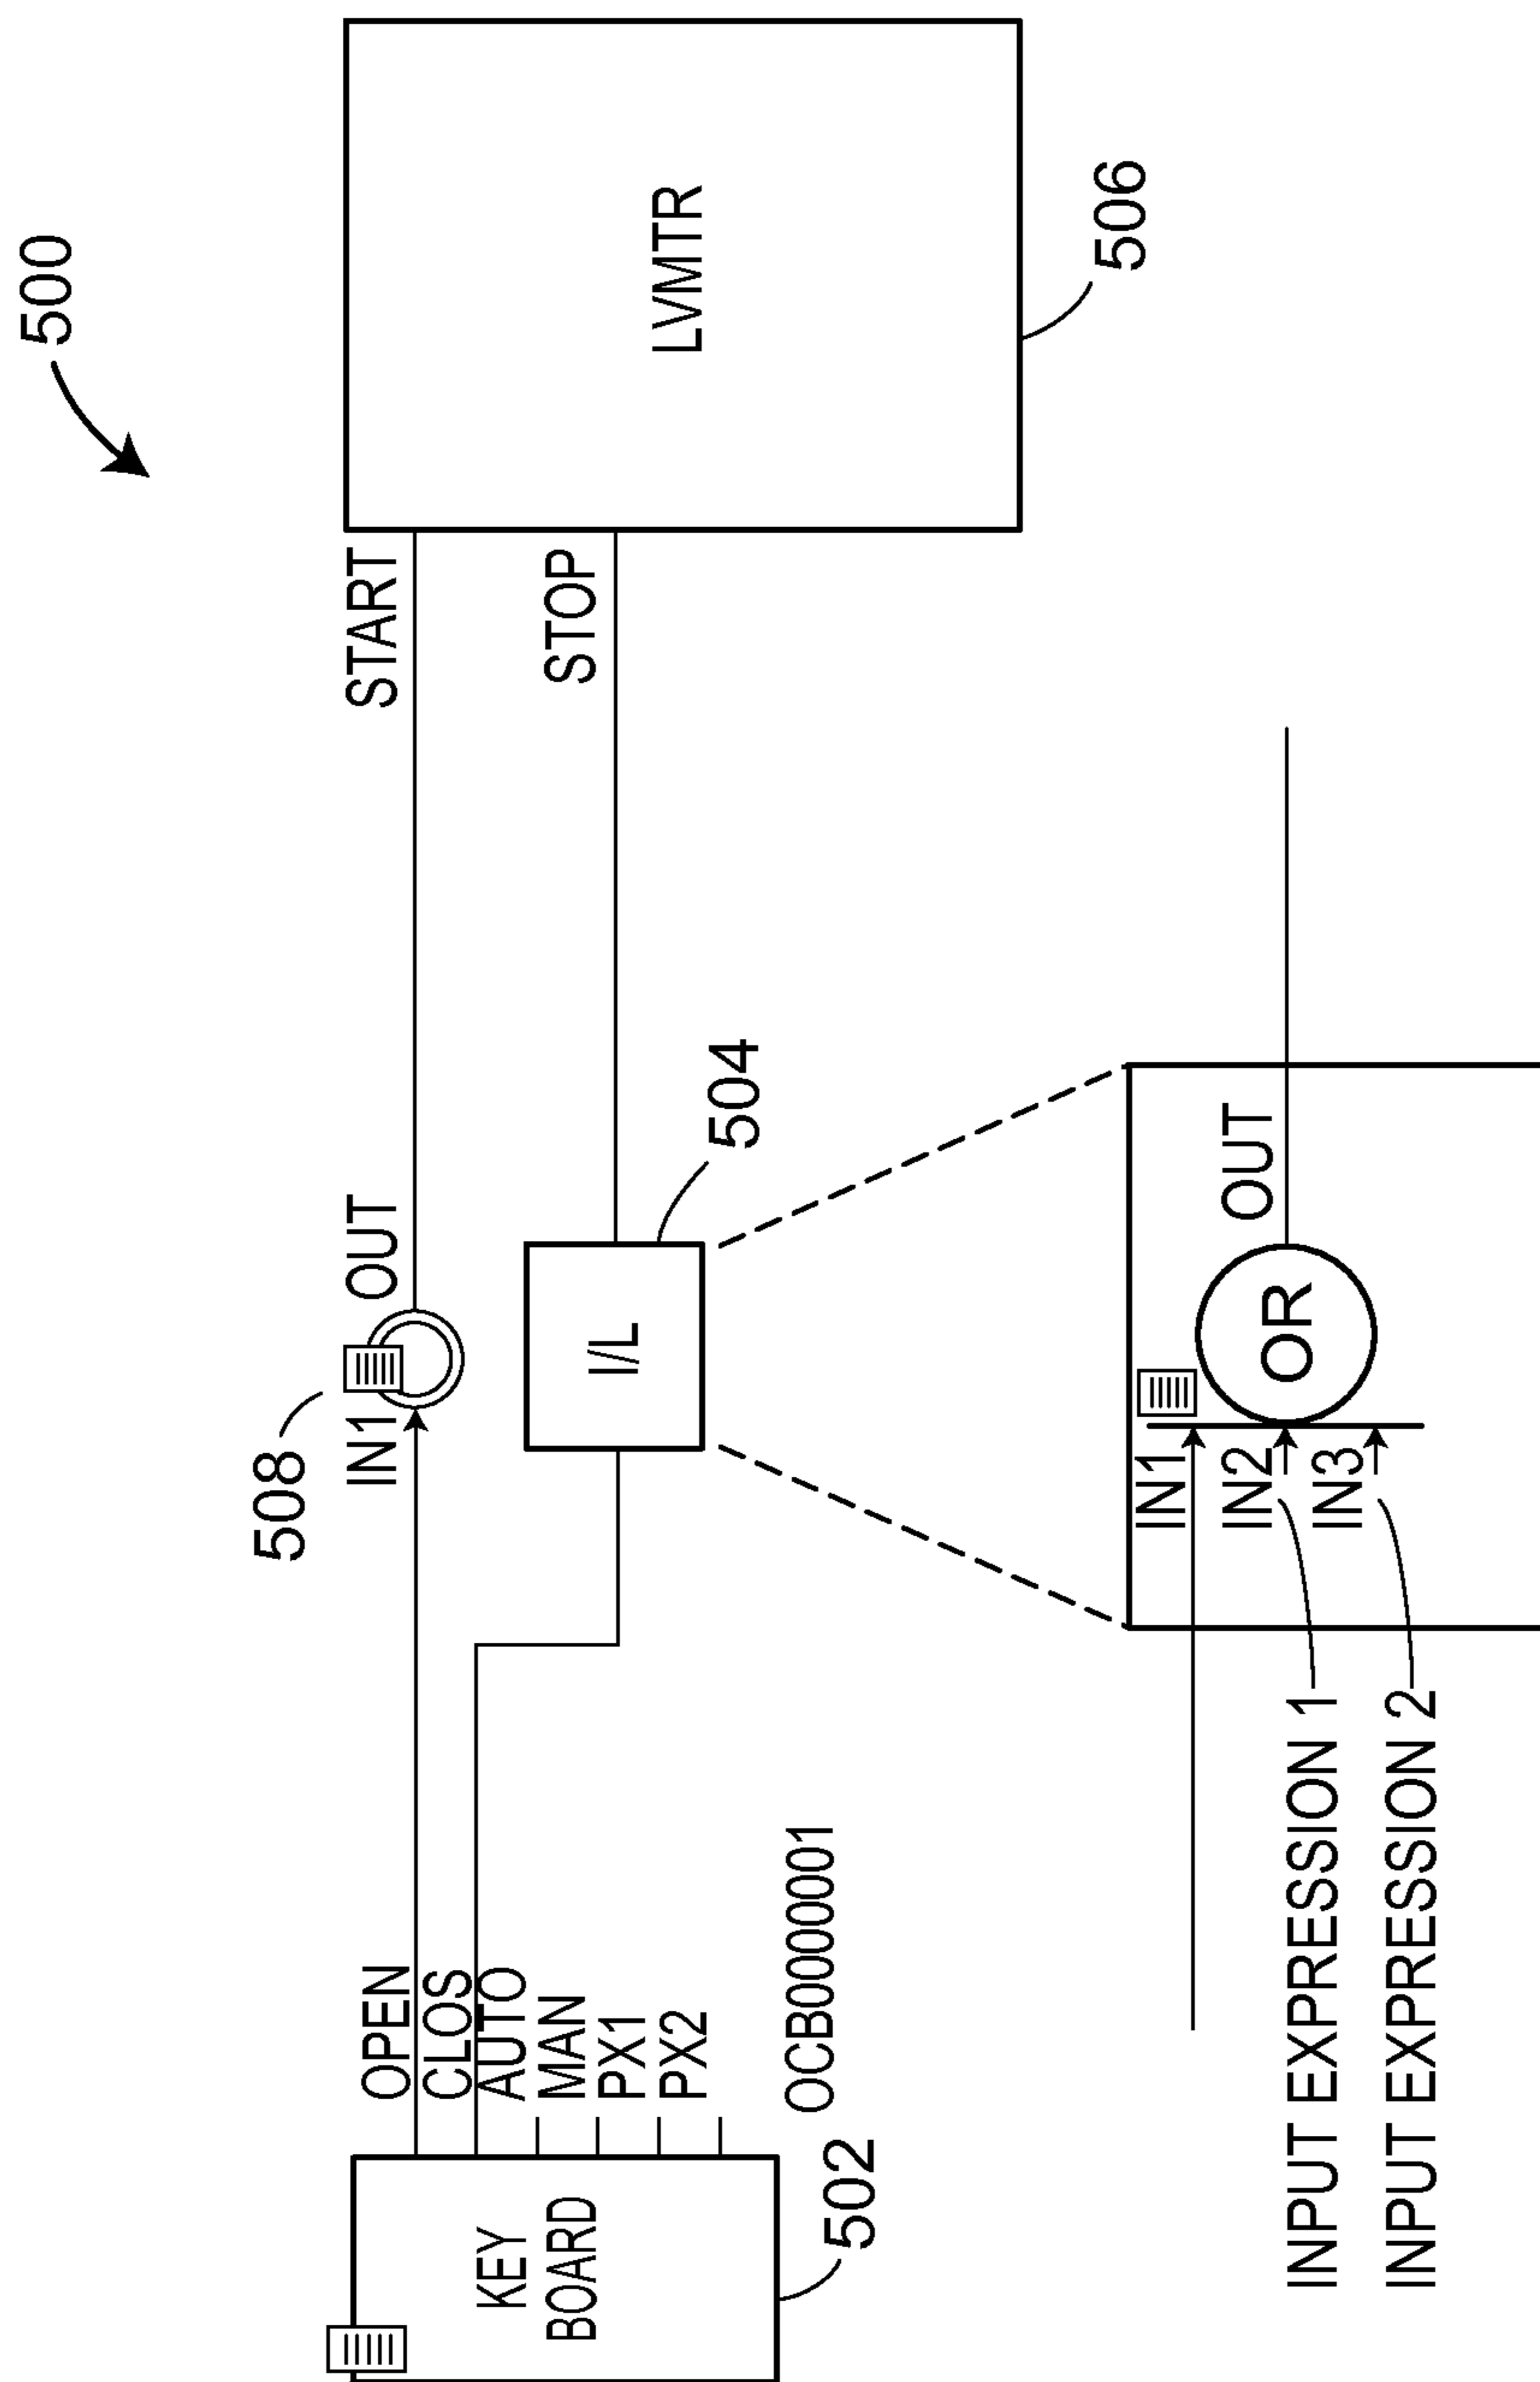 500
508
IN1
OUT
START
OPEN
CLOS
AUTO
MAN
PX1
PX2
KEY
BOARD
OCB0000001
502
I/L
504
STOP
LVMTR
506
IN1
IN2
IN3
OR
OUT
INPUT EXPRESSION 1
INPUT EXPRESSION 2